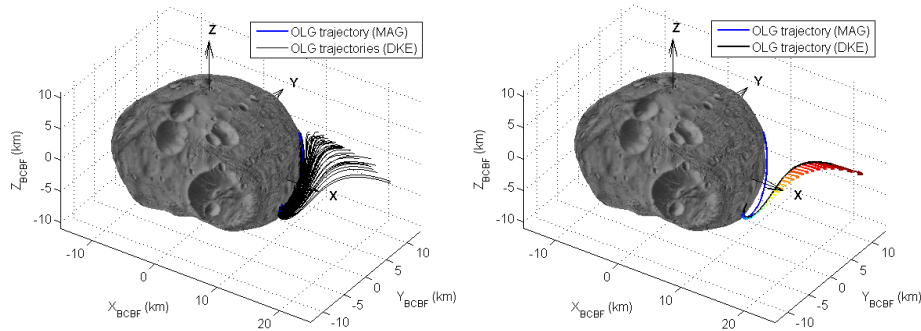 OLG trajectory (MAG)
OLG trajectories (DKE)
Z
Y
X
10
5
0
-5
-10
Z_BCBF (km)
-10
0
10
20
X_BCBF (km)
-10
-5
0
5
10
Y_BCBF (km)
OLG trajectory (MAG)
OLG trajectory (DKE)
Z
Y
X
10
5
0
-5
-10
Z_BCBF (km)
-10
0
10
20
X_BCBF (km)
-10
-5
0
5
10
Y_BCBF (km)